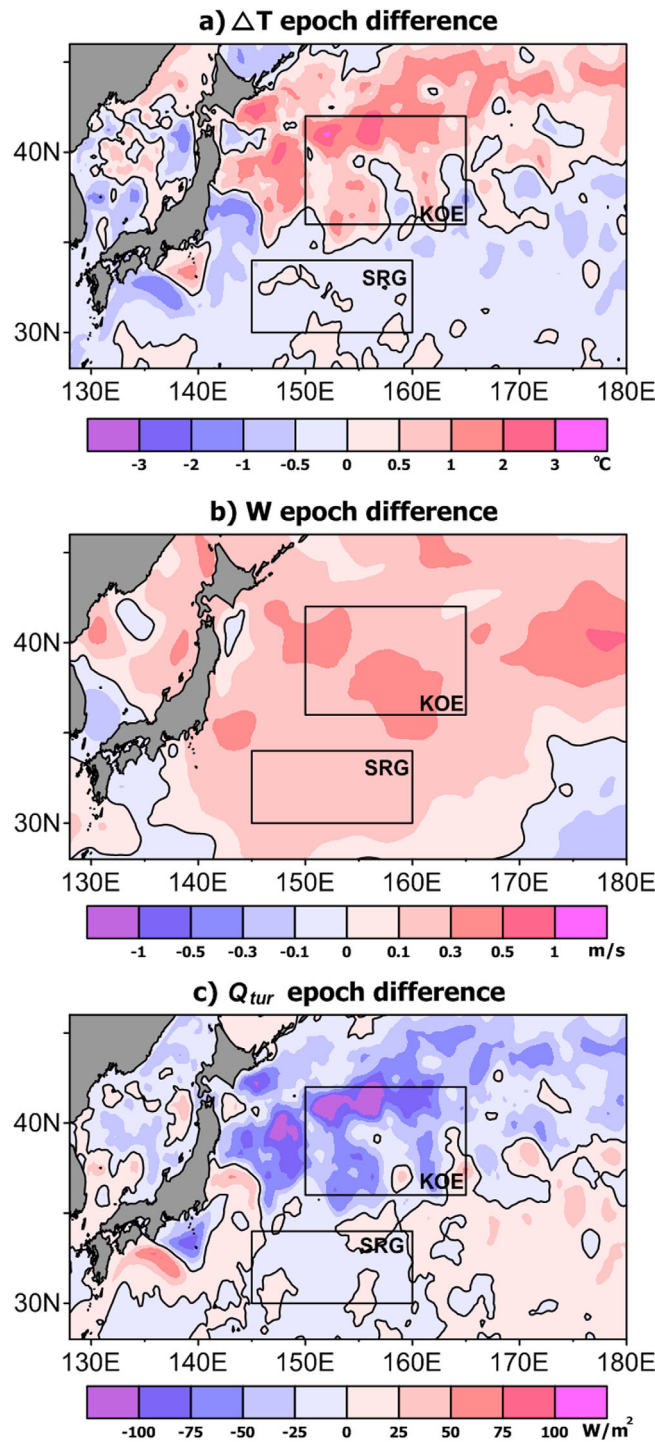 a) △T epoch difference
40N
KOE
SRG
30N
130E 140E 150E 160E 170E 180E
-3 -2 -1 -0.5 0 0.5 1 2 3 °C
b) W epoch difference
40N
KOE
SRG
30N
130E 140E 150E 160E 170E 180E
-1 -0.5 -0.3 -0.1 0 0.1 0.3 0.5 1 m/s
c) Qtur epoch difference
40N
KOE
SRG
30N
130E 140E 150E 160E 170E 180E
-100 -75 -50 -25 0 25 50 75 100 W/m²